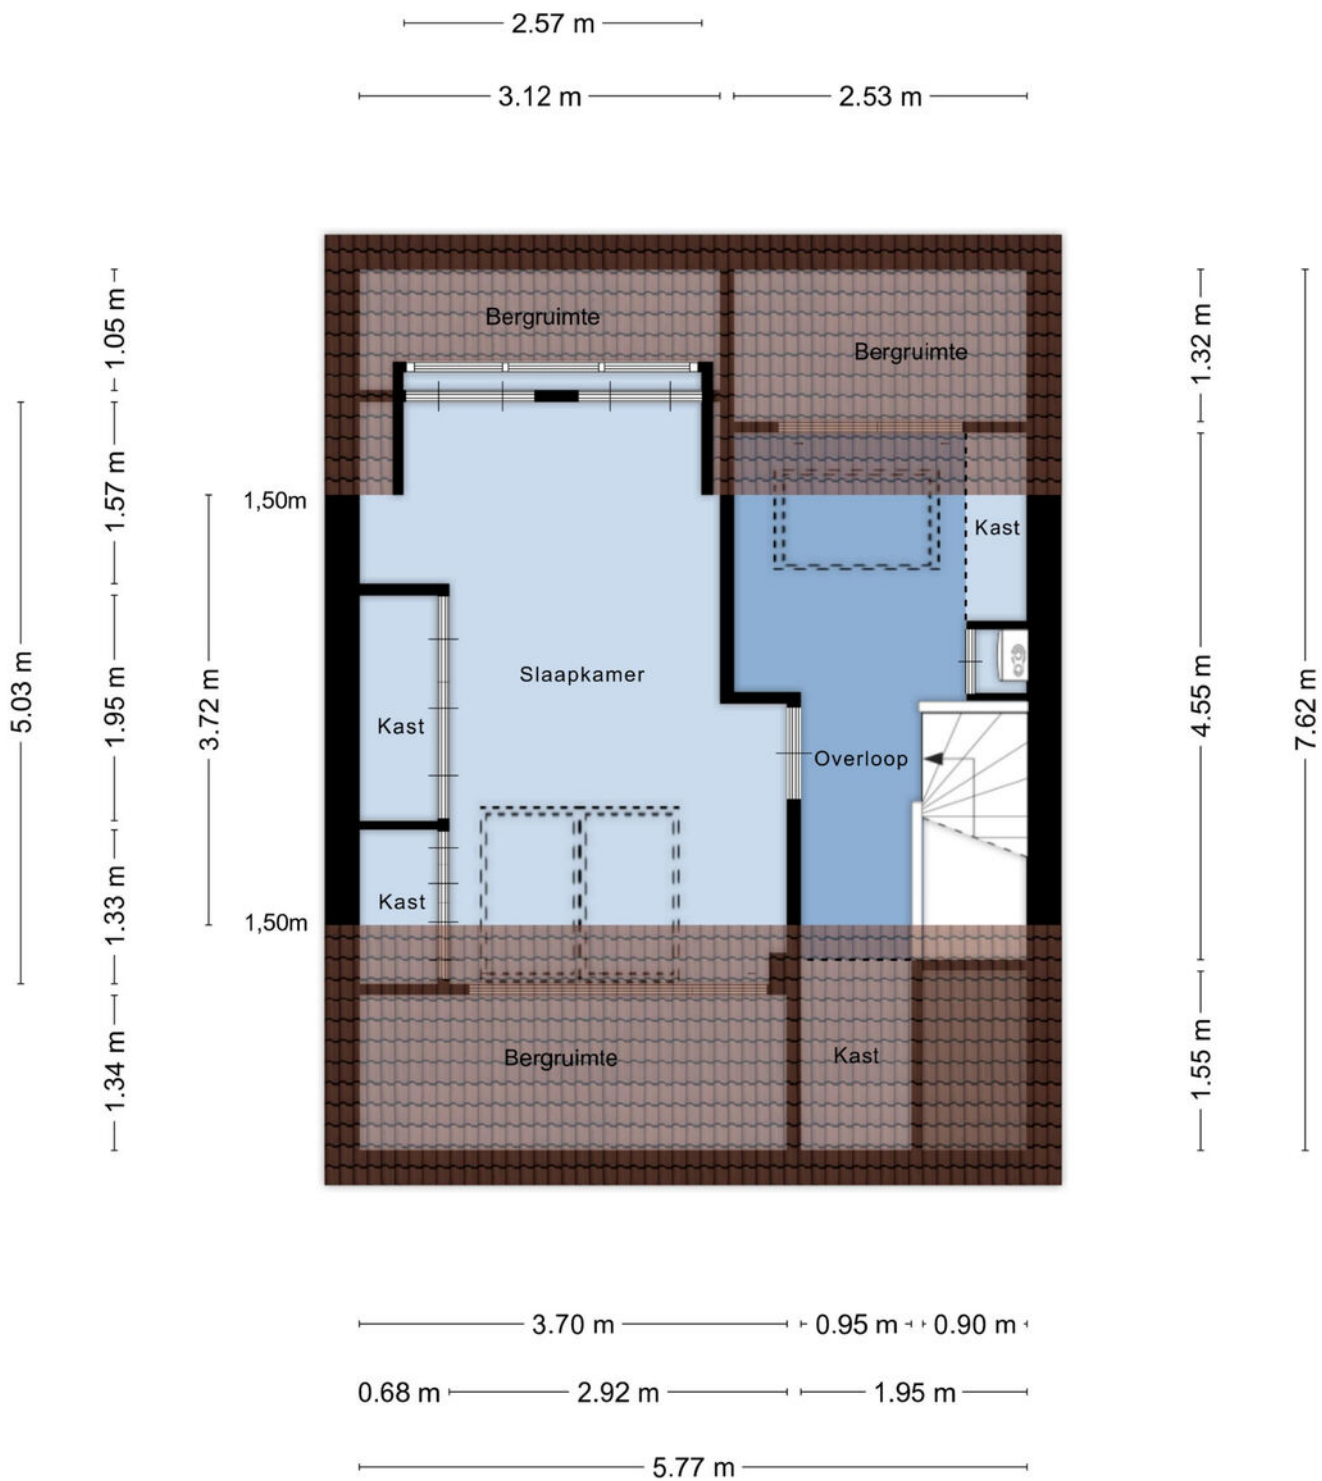 2.57 m
3.12 m
2.53 m
Bergruimte
Bergruimte
1.05 m
1.32 m
1.57 m
1,50m
Kast
5.03 m
1.95 m
3.72 m
Slaapkamer
Kast
Overloop
4.55 m
7.62 m
1.33 m
Kast
1,50m
1.34 m
Bergruimte
Kast
1.55 m
3.70 m
0.95 m
0.90 m
0.68 m
2.92 m
1.95 m
5.77 m